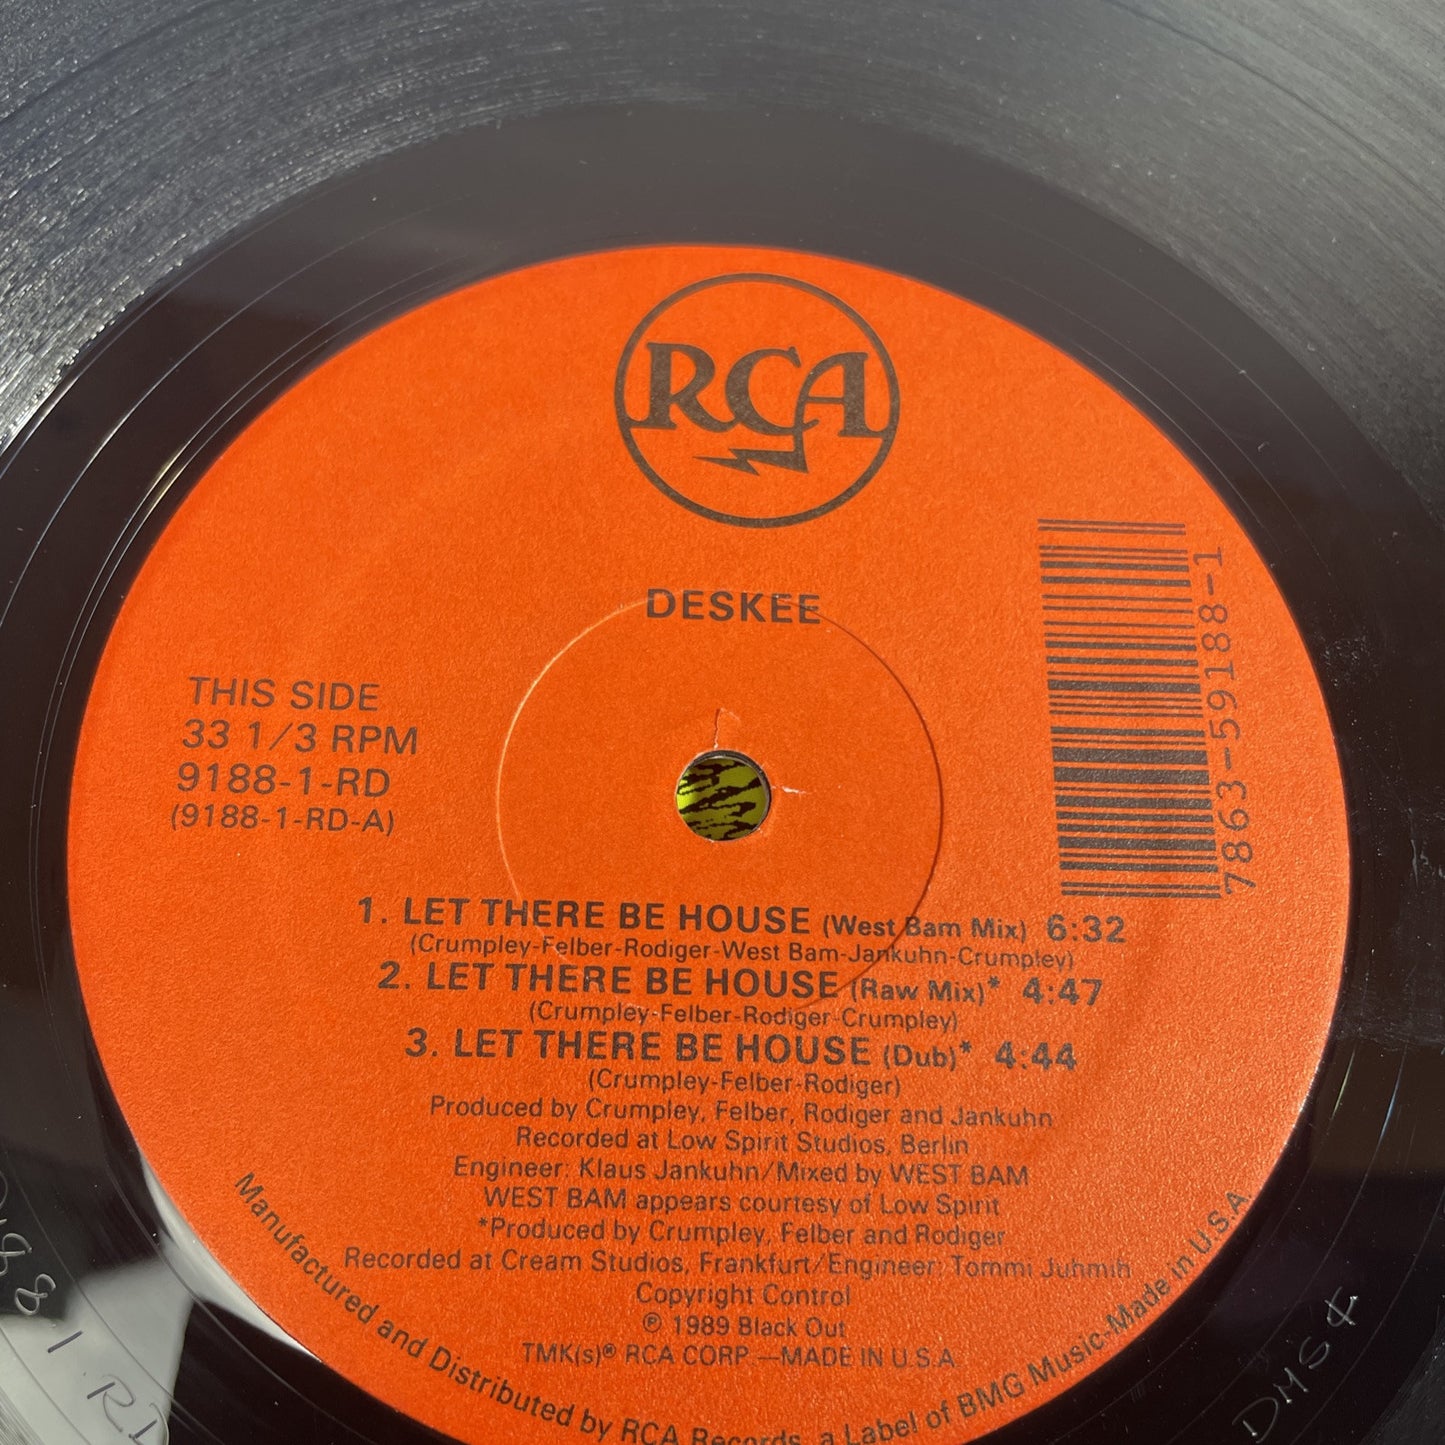 RCA
DESKEE
THIS SIDE
33 1/3 RPM
9188-1-RD
(9188-1-RD-A)
7863-59188-1
1. LET THERE BE HOUSE (West Bam Mix) 6:32
(Crumpley-Felber-Rodiger-West Bam-Jankuhn-Crumpley)
2. LET THERE BE HOUSE (Raw Mix)* 4:47
(Crumpley-Felber-Rodiger-Crumpley)
3. LET THERE BE HOUSE (Dub)* 4:44
(Crumpley-Felber-Rodiger)
Produced by Crumpley, Felber, Rodiger and Jankuhn
Recorded at Low Spirit Studios, Berlin
Engineer: Klaus Jankuhn/Mixed by WEST BAM
WEST BAM appears courtesy of Low Spirit
*Produced by Crumpley, Felber and Rodiger
Recorded at Cream Studios, Frankfurt/Engineer: Tommi Juhmih
Copyright Control
℗ 1989 Black Out
TMK(s)® RCA CORP.—MADE IN U.S.A.
Manufactured and Distributed by RCA Records, a Label of BMG Music-Made in U.S.A.